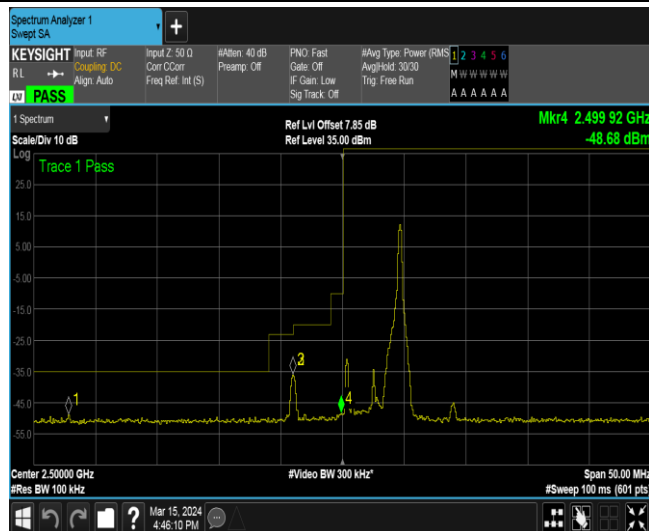 Spectrum Analyzer 1
Swept SA
+
KEYSIGHT
RL
LXI PASS
Input: RF
Coupling: DC
Align: Auto
Input Z: 50 Ω
Corr CCorr
Freq Ref: Int (S)
#Atten: 40 dB
Preamp: Off
PNO: Fast
Gate: Off
IF Gain: Low
Sig Track: Off
#Avg Type: Power (RMS
Avg|Hold: 30/30
Trig: Free Run
1 2 3 4 5 6
M W W W W W
A A A A A A
1 Spectrum
Scale/Div 10 dB
Ref Lvl Offset 7.85 dB
Ref Level 35.00 dBm
Mkr4 2.499 92 GHz
-48.68 dBm
Log
Trace 1 Pass
25.0
15.0
5.00
-5.00
-15.0
-25.0
-35.0
-45.0
-55.0
1
3
4
Center 2.50000 GHz
#Res BW 100 kHz
#Video BW 300 kHz*
Span 50.00 MHz
#Sweep 100 ms (601 pts)
?
Mar 15, 2024
4:46:10 PM